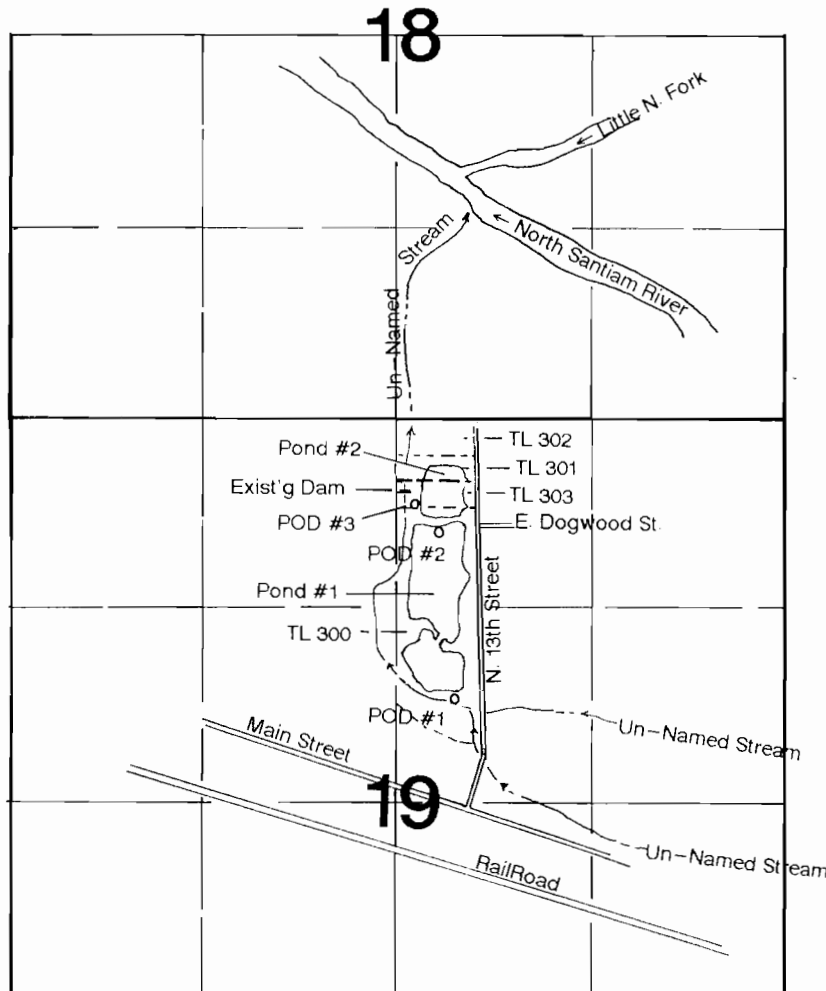 18
Little N. Fork
Stream
North Santiam River
Un-Named
TL 302
Pond #2
TL 301
Exist'g Dam
TL 303
POD #3
E. Dogwood St.
POD #2
Pond #1
N. 13th Street
TL 300
POD #1
Main Street
Un-Named Stream
19
Un-Named Stream
RailRoad